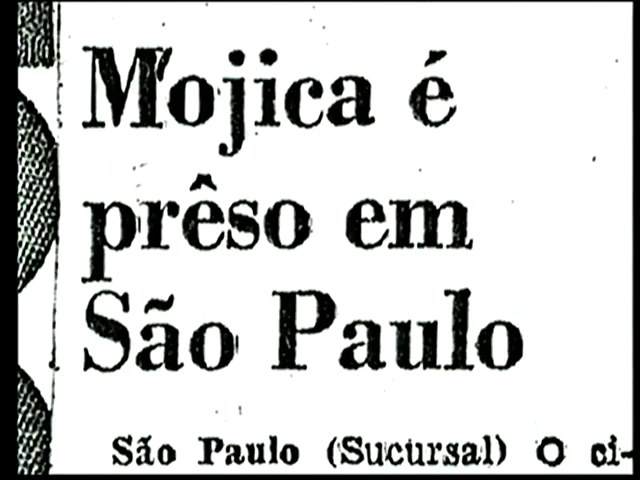 Mojica é
prêso em
São Paulo
São Paulo (Sucursal) O ci-